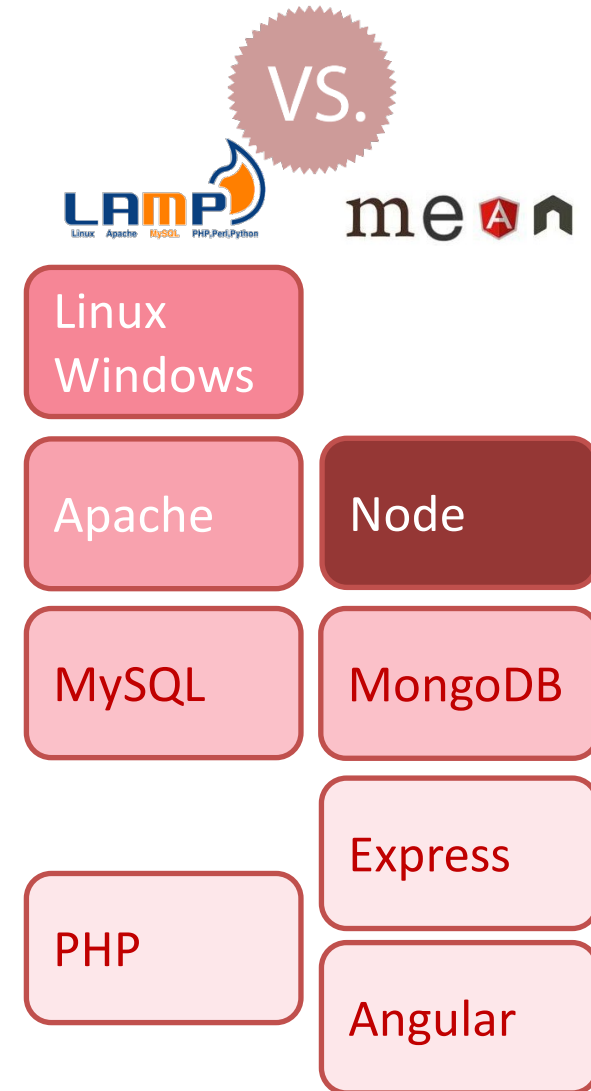 VS.
LAMP
Linux Apache MySQL PHP,Perl,Python
mean
Linux
Windows
Apache
Node
MySQL
MongoDB
Express
PHP
Angular